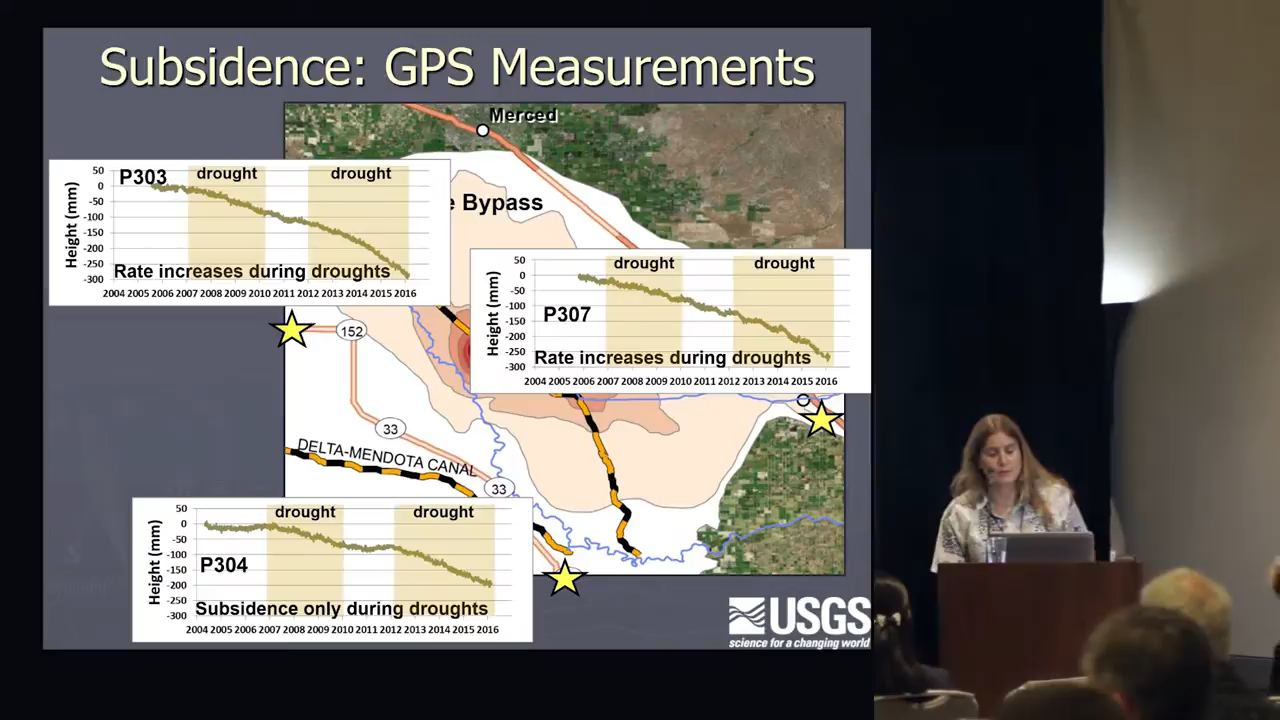 Subsidence: GPS Measurements
Merced
e Bypass
P303
drought
drought
Height (mm)
50
0
-50
-100
-150
-200
-250
-300
Rate increases during droughts
2004 2005 2006 2007 2008 2009 2010 2011 2012 2013 2014 2015 2016
P307
drought
drought
Height (mm)
50
0
-50
-100
-150
-200
-250
-300
Rate increases during droughts
2004 2005 2006 2007 2008 2009 2010 2011 2012 2013 2014 2015 2016
152
33
DELTA-MENDOTA CANAL
33
P304
drought
drought
Height (mm)
50
0
-50
-100
-150
-200
-250
-300
Subsidence only during droughts
2004 2005 2006 2007 2008 2009 2010 2011 2012 2013 2014 2015 2016
USGS
science for a changing world